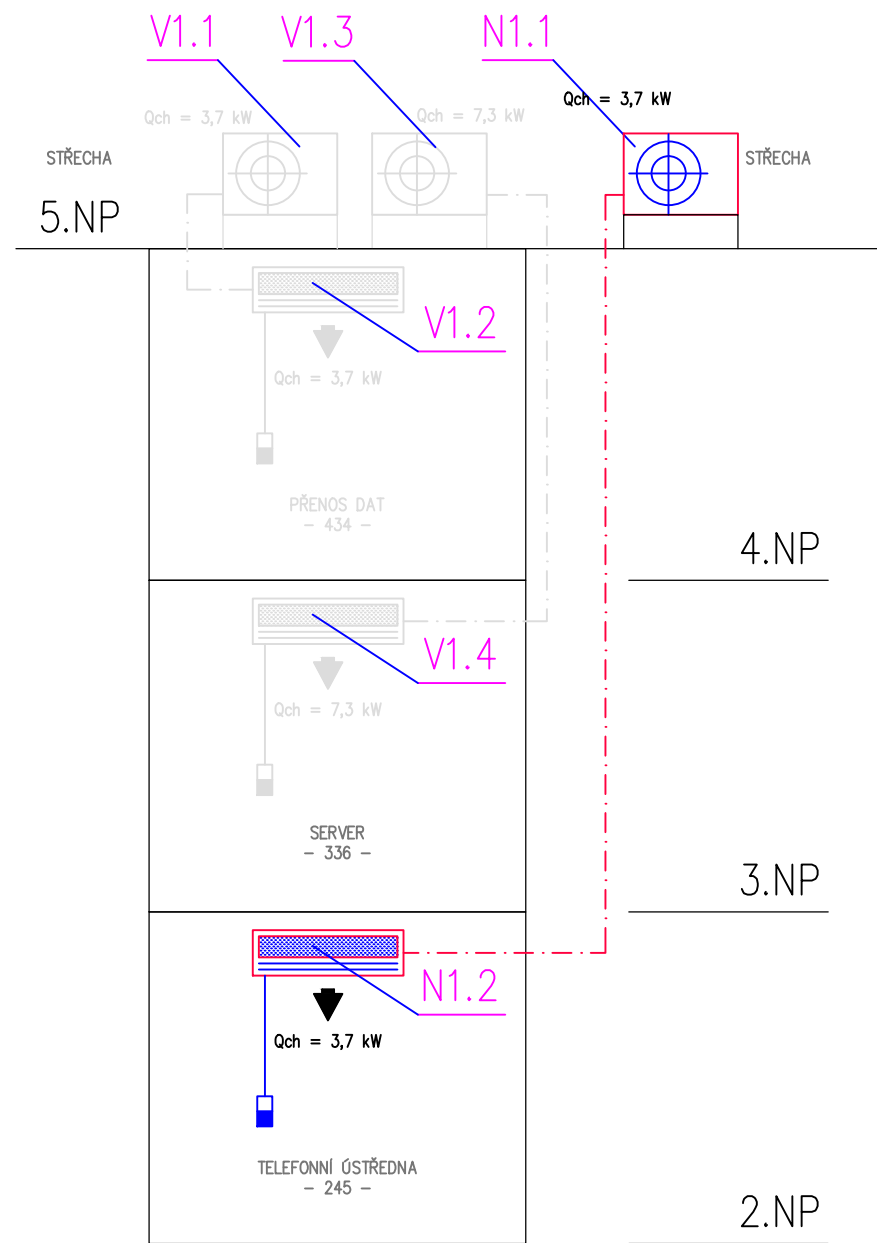 V1.1
V1.3
N1.1
Qch = 3,7 kW
Qch = 7,3 kW
Qch = 3,7 kW
STŘECHA
STŘECHA
5.NP
V1.2
Qch = 3,7 kW
PŘENOS DAT
- 434 -
4.NP
V1.4
Qch = 7,3 kW
SERVER
- 336 -
3.NP
N1.2
Qch = 3,7 kW
TELEFONNÍ ÚSTŘEDNA
- 245 -
2.NP